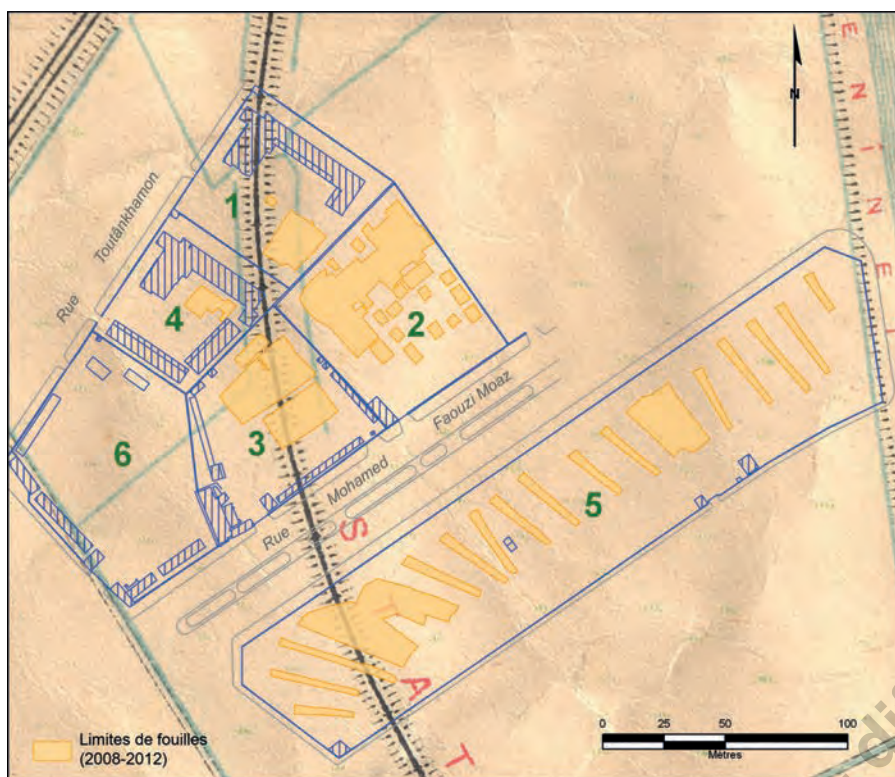 E
N
I
N
E
L
N
1
Rue Toutânkhamon
4
2
Rue Mohamed Faouzi Moaz
6
3
5
S
T
A
T
Limites de fouilles
(2008-2012)
0 25 50 100
Mètres
di